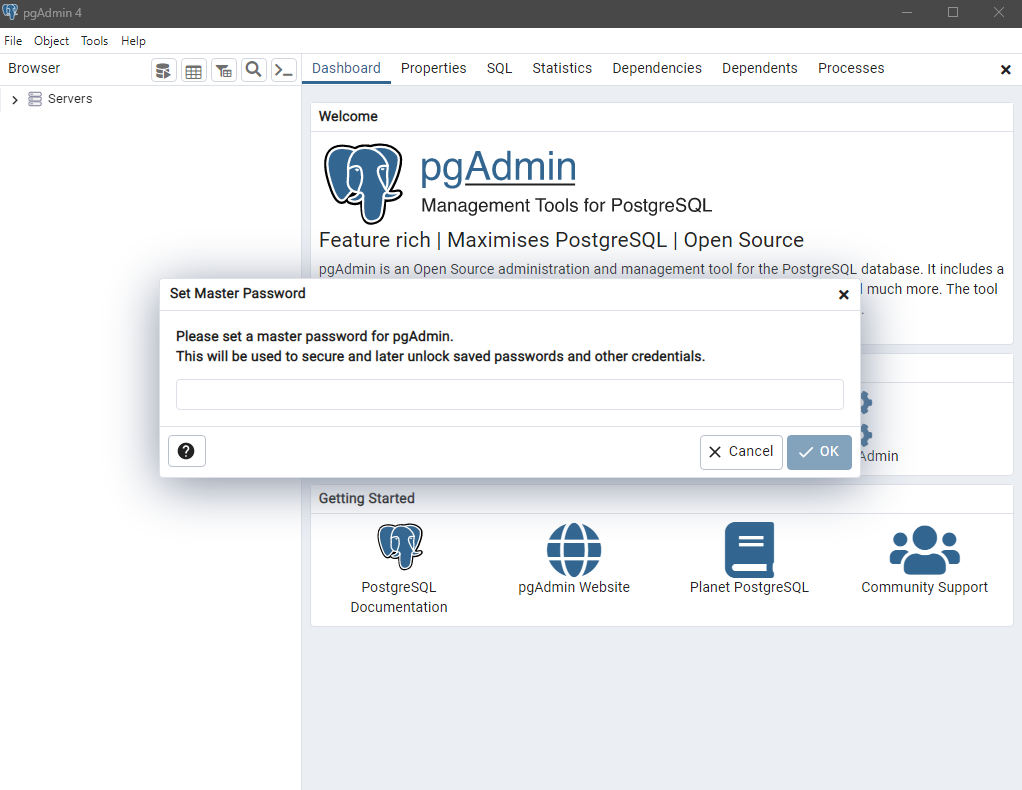 pgAdmin 4
File Object Tools Help
Browser
Dashboard Properties SQL Statistics Dependencies Dependents Processes
Servers
Welcome
pgAdmin
Management Tools for PostgreSQL
Feature rich | Maximises PostgreSQL | Open Source
pgAdmin is an Open Source administration and management tool for the PostgreSQL database. It includes a
much more. The tool
Set Master Password
Please set a master password for pgAdmin.
This will be used to secure and later unlock saved passwords and other credentials.
? Cancel OK
Admin
Getting Started
PostgreSQL
Documentation
pgAdmin Website
Planet PostgreSQL
Community Support